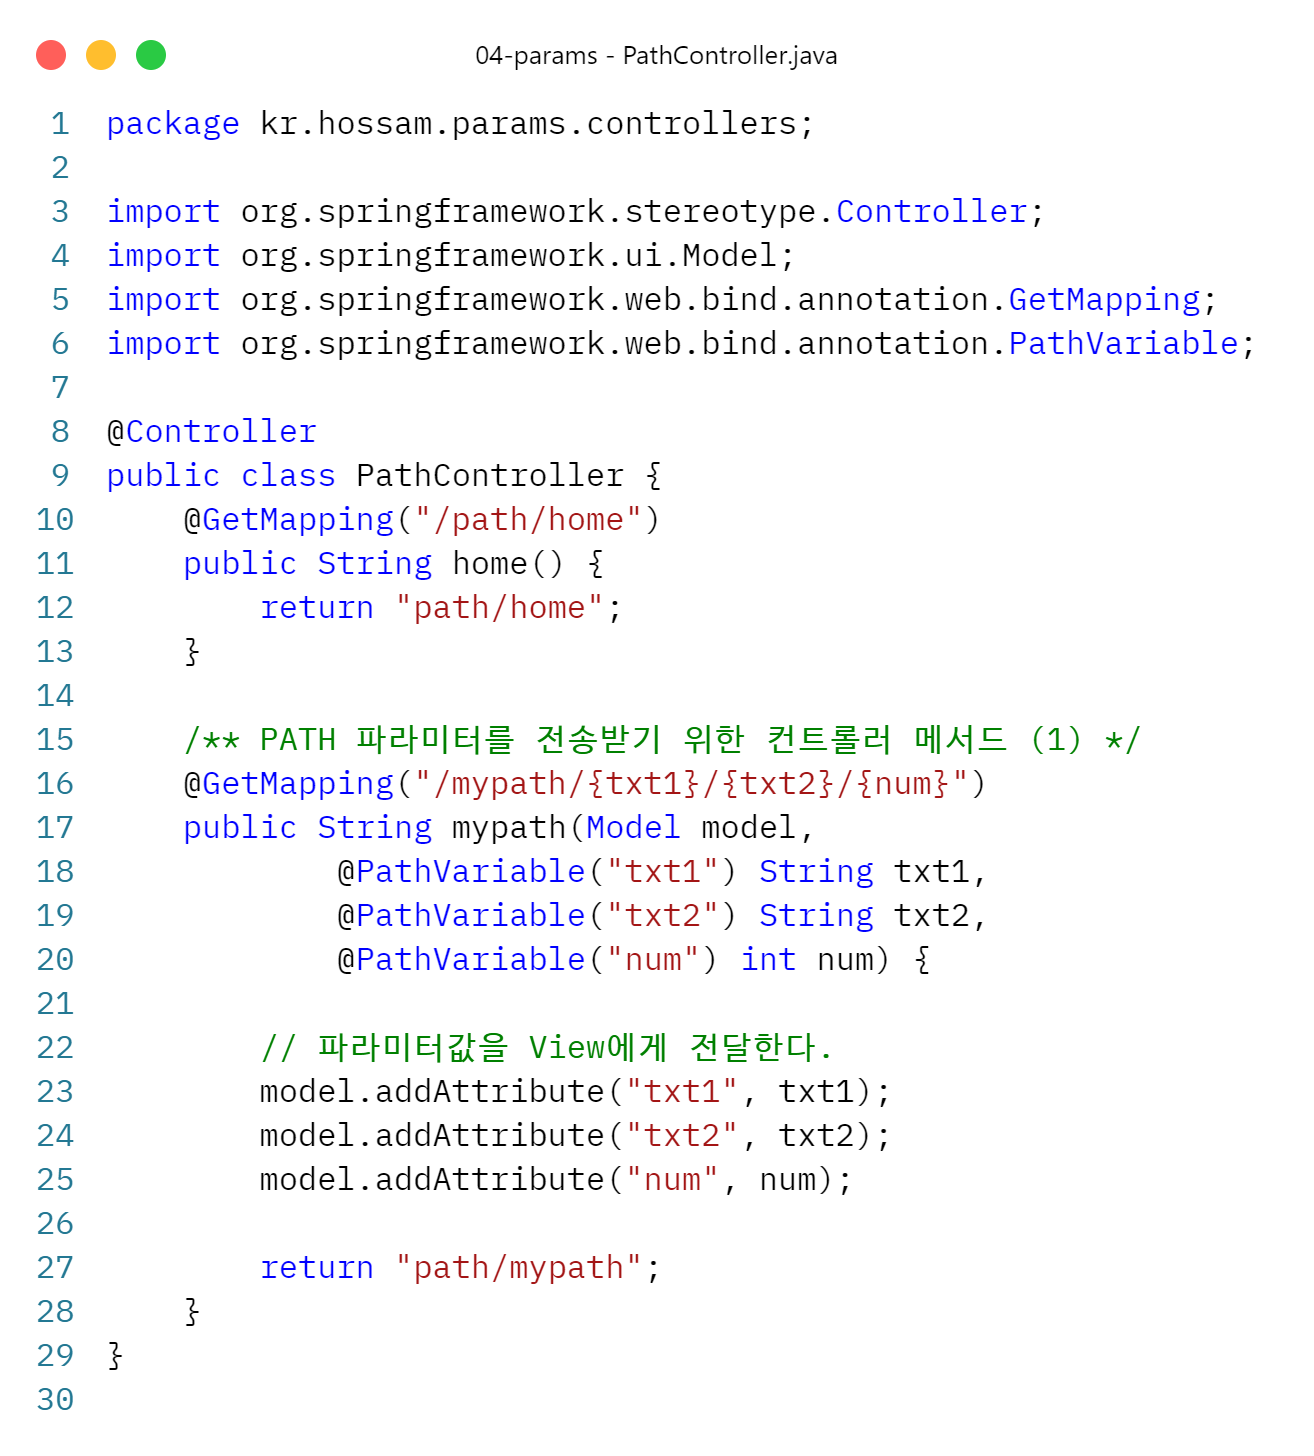 04-params - PathController.java
1 package kr.hossam.params.controllers;
2
3 import org.springframework.stereotype.Controller;
4 import org.springframework.ui.Model;
5 import org.springframework.web.bind.annotation.GetMapping;
6 import org.springframework.web.bind.annotation.PathVariable;
7
8 @Controller
9 public class PathController {
10     @GetMapping("/path/home")
11     public String home() {
12         return "path/home";
13     }
14
15     /** PATH 파라미터를 전송받기 위한 컨트롤러 메서드 (1) */
16     @GetMapping("/mypath/{txt1}/{txt2}/{num}")
17     public String mypath(Model model,
18             @PathVariable("txt1") String txt1,
19             @PathVariable("txt2") String txt2,
20             @PathVariable("num") int num) {
21
22         // 파라미터값을 View에게 전달한다.
23         model.addAttribute("txt1", txt1);
24         model.addAttribute("txt2", txt2);
25         model.addAttribute("num", num);
26
27         return "path/mypath";
28     }
29 }
30